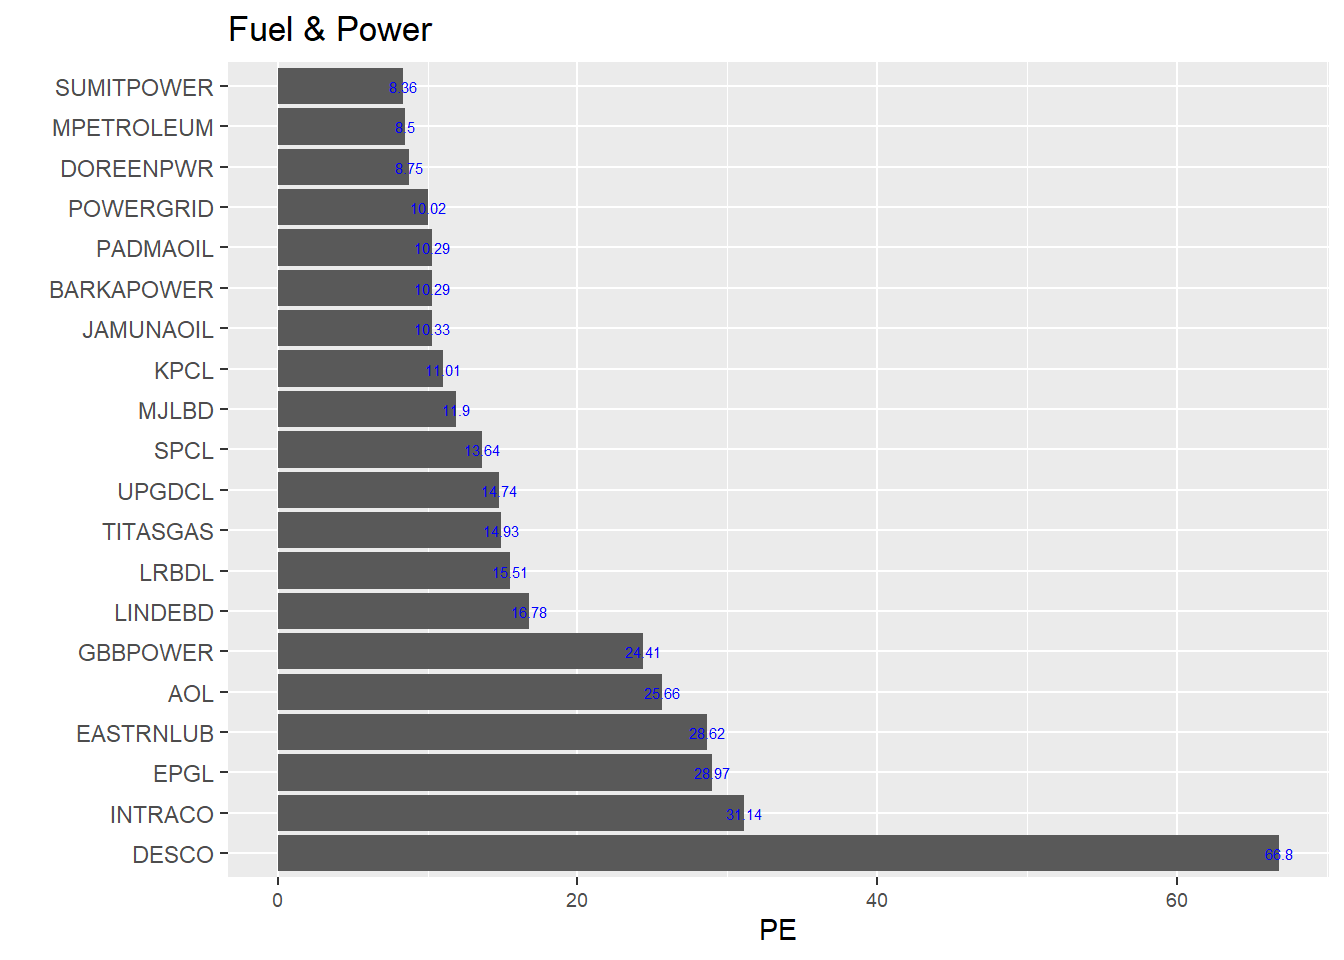 Fuel & Power
SUMITPOWER 8.36
MPETROLEUM 8.5
DOREENPWR 8.75
POWERGRID 10.02
PADMAOIL 10.29
BARKAPOWER 10.29
JAMUNAOIL 10.33
KPCL 11.01
MJLBD 11.9
SPCL 13.64
UPGDCL 14.74
TITASGAS 14.93
LRBDL 15.51
LINDEBD 16.78
GBBPOWER 24.41
AOL 25.66
EASTRNLUB 28.62
EPGL 28.97
INTRACO 31.14
DESCO 66.8
0 20 40 60
PE